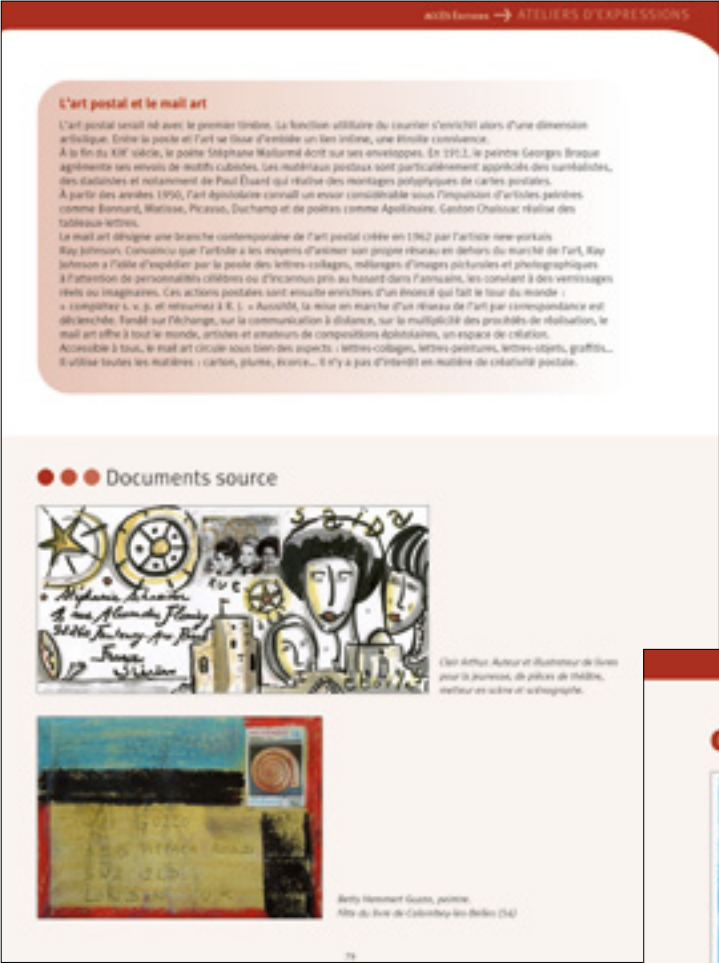 ACCÈS ÉDITIONS → ATELIERS D'EXPRESSIONS
L'art postal et le mail art
L'art postal serait né avec le premier timbre. La fonction utilitaire du courrier s'enrichit alors d'une dimension
artistique. Entre la poste et l'art se tisse d'emblée un lien intime, une étroite connivence.
À la fin du XIXe siècle, le poète Stéphane Mallarmé écrit sur ses enveloppes. En 1912, le peintre Georges Braque
agrémente ses envois de motifs cubistes. Les matériaux postaux sont particulièrement appréciés des surréalistes,
des dadaïstes et notamment de Paul Éluard qui réalise des montages polyptyques de cartes postales.
À partir des années 1950, l'art épistolaire connaît un essor considérable sous l'impulsion d'artistes peintres
comme Bonnard, Matisse, Picasso, Duchamp et de poètes comme Apollinaire. Gaston Chaissac réalise des
tableaux-lettres.
Le mail art désigne une branche contemporaine de l'art postal créée en 1962 par l'artiste new-yorkais
Ray Johnson. Convaincu que l'artiste a les moyens d'animer son propre réseau en dehors du marché de l'art, Ray
Johnson a l'idée d'expédier par la poste des lettres-collages, mélanges d'images picturales et photographiques
à l'attention de personnalités célèbres ou d'inconnus pris au hasard dans l'annuaire, les conviant à des vernissages
réels ou imaginaires. Ces actions postales sont ensuite enrichies d'un énoncé qui fait le tour du monde :
« complétez s. v. p. et retournez à R. J. » Aussitôt, la mise en marche d'un réseau de l'art par correspondance est
déclenchée. Fondé sur l'échange, sur la communication à distance, sur la multiplicité des procédés de réalisation, le
mail art offre à tout le monde, artistes et amateurs de compositions épistolaires, un espace de création.
Accessible à tous, le mail art circule sous bien des aspects : lettres-collages, lettres-peintures, lettres-objets, graffitis...
Il utilise toutes les matières : carton, plume, écorce... Il n'y a pas d'interdit en matière de créativité postale.
Documents source
Saïda
rue
Stéphanie
rue Alexander Fleming
Fontenay-Aux-
France
Clair Arthur. Auteur et illustrateur de livres
pour la jeunesse, de pièces de théâtre,
metteur en scène et scénographe.
Betty Hemmert Guano, peintre.
Fête du livre de Colombey-les-Belles (54)
79